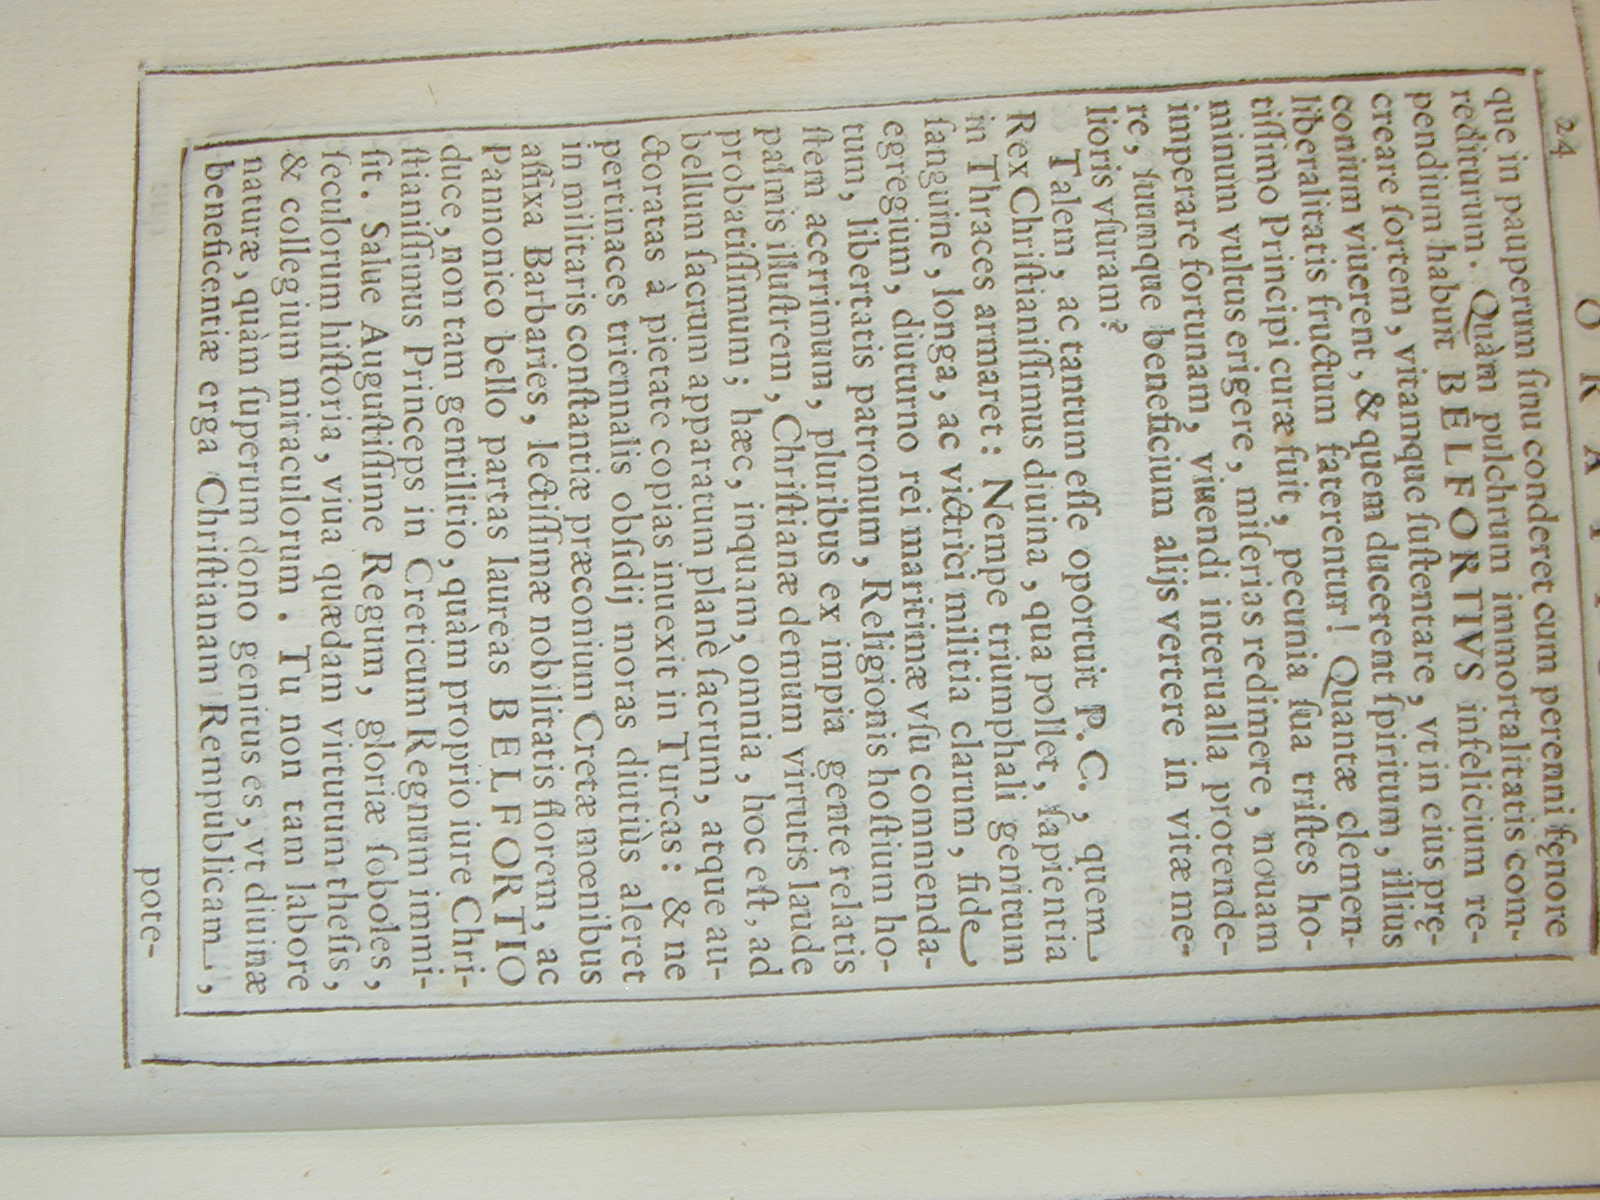 24
que in pauperum ſinu conderet cum perenni fęnore
rediturum. Quàm pulchrum immortalitatis com-
pendium habuit BELFORTIVS infelicium re-
creare ſortem, vitamque ſuſtentare, vt in eius prę-
conium viuerent, & quem ducerent ſpiritum, illius
liberalitatis fructum faterentur! Quantæ clemen-
tiſſimo Principi curæ fuit, pecunia ſua triſtes ho-
minum vultus erigere, miſerias redimere, nouam
imperare fortunam, viuendi interualla protende-
re, ſuumque beneficium alijs vertere in vitæ me-
lioris vſuram?
Talem, ac tantum eſſe oportuit P. C., quem
Rex Chriſtianiſſimus diuina, qua pollet, ſapientia
in Thraces armaret: Nempe triumphali genitum
ſanguine, longa, ac victrici militia clarum, fide
egregium, diuturno rei maritimæ vſu commenda-
tum, libertatis patronum, Religionis hoſtium ho-
ſtem acerrimum, pluribus ex impia gente relatis
palmis illuſtrem, Chriſtianæ demum virtutis laude
probatiſſimum; hæc, inquam, omnia, hoc eſt, ad
bellum ſacrum apparatum planè ſacrum, atque au-
ctoratas à pietate copias inuexit in Turcas: & ne
pertinaces triennalis obſidij moras diutiùs aleret
in militaris conſtantiæ præconium Cretæ mœnibus
affixa Barbaries, lectiſſimæ nobilitatis florem, ac
Pannonico bello partas laureas BELFORTIO
duce, non tam gentilitio, quàm proprio iure Chri-
ſtianiſſimus Princeps in Creticum Regnum immi-
ſit. Salue Auguſtiſſime Regum, gloriæ ſoboles,
ſeculorum hiſtoria, viua quædam virtutum theſis,
& collegium miraculorum. Tu non tam labore
naturæ, quàm ſuperum dono genitus es, vt diuinæ
beneficentiæ erga Chriſtianam Rempublicam,
pote-